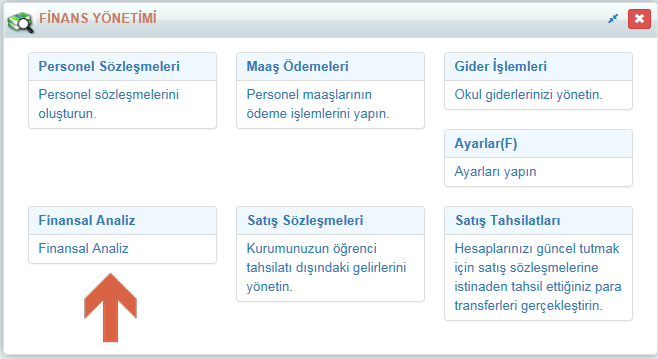 FİNANS YÖNETİMİ
Personel Sözleşmeleri
Personel sözleşmelerini
oluşturun.
Maaş Ödemeleri
Personel maaşlarının
ödeme işlemlerini yapın.
Gider İşlemleri
Okul giderlerinizi yönetin.
Ayarlar(F)
Ayarları yapın
Finansal Analiz
Finansal Analiz
Satış Sözleşmeleri
Kurumunuzun öğrenci
tahsilatı dışındaki gelirlerini
yönetin.
Satış Tahsilatları
Hesaplarınızı güncel tutmak
için satış sözleşmelerine
istinaden tahsil ettiğiniz para
transferleri gerçekleştirin.